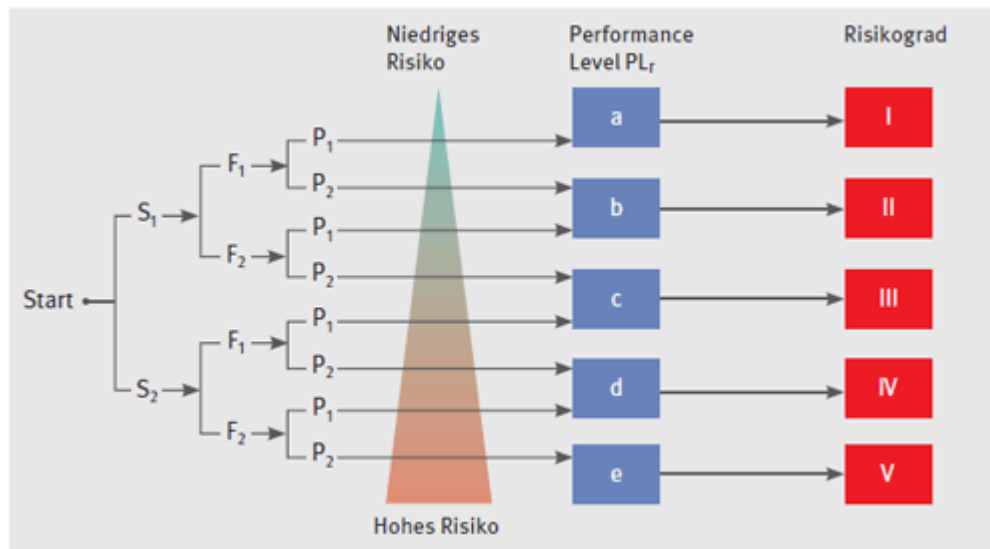 Niedriges
Risiko
Performance
Level PLr
Risikograd
a
I
P1
F1
P2
b
II
S1
P1
F2
P2
Start
c
III
P1
F1
P2
S2
d
IV
P1
F2
P2
e
V
Hohes Risiko